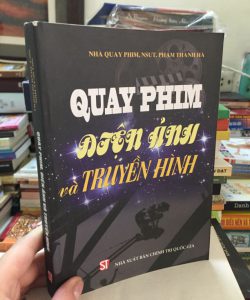 NHÀ QUAY PHIM, NSƯT. PHẠM THANH HÀ
QUAY PHIM
ĐIỆN ẢNH
và TRUYỀN HÌNH
ST
NHÀ XUẤT BẢN CHÍNH TRỊ QUỐC GIA